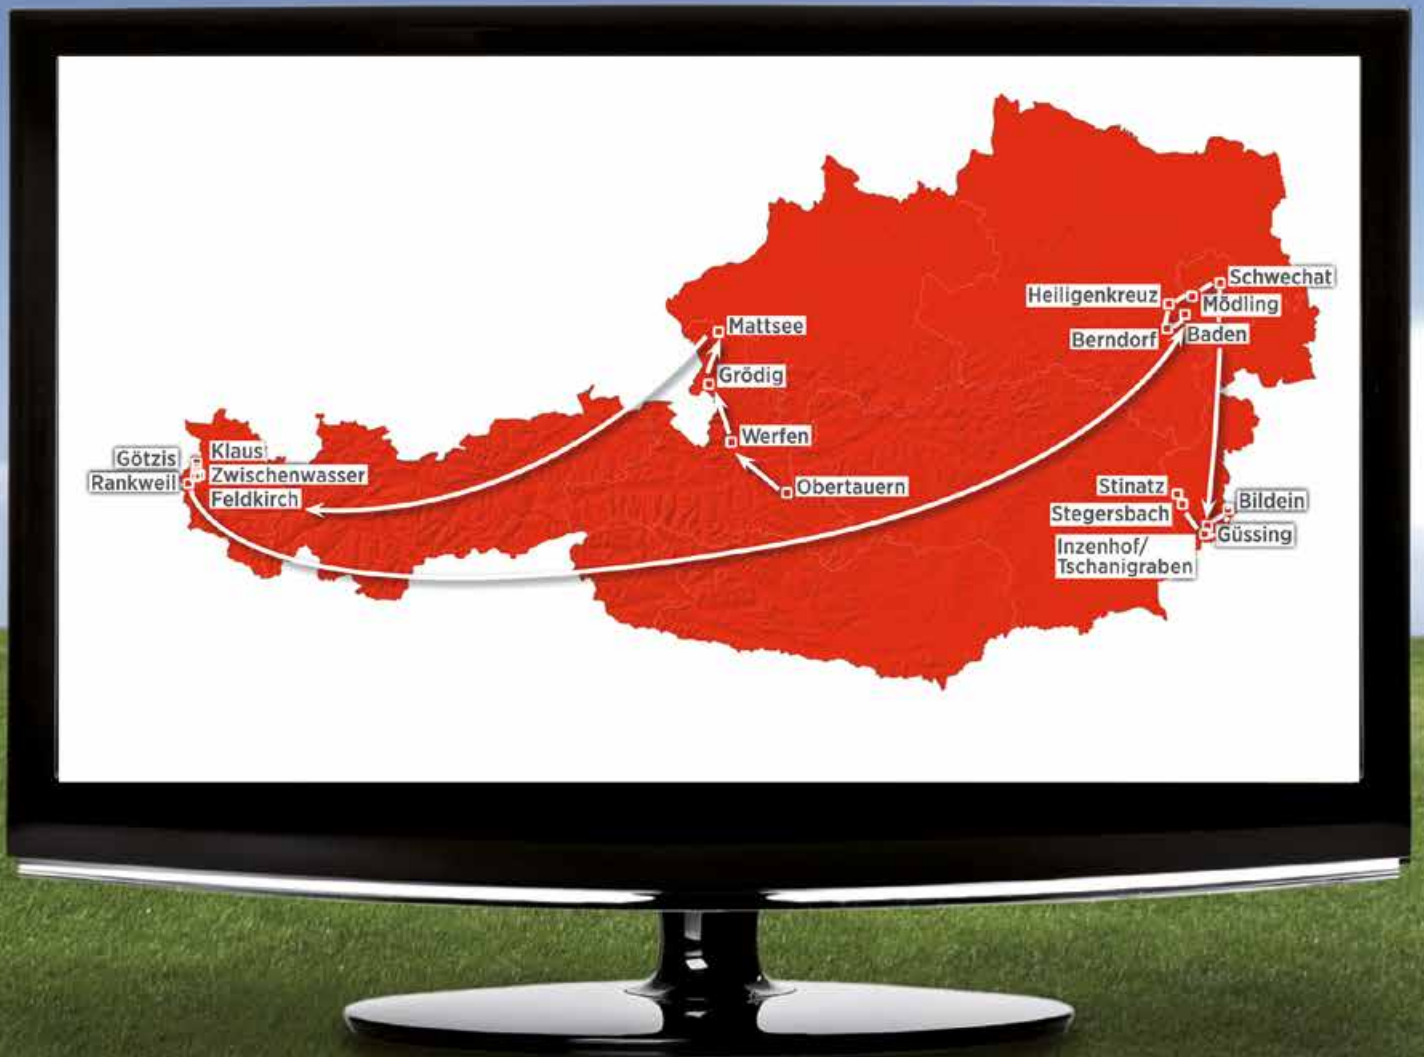 Schwechat
Heiligenkreuz
Mödling
Mattsee
Berndorf
Baden
Grödig
Werfen
Klaus
Götzis
Zwischenwasser
Rankweil
Feldkirch
Obertauern
Stinatz
Bildein
Stegersbach
Güssing
Inzenhof/
Tschanigraben